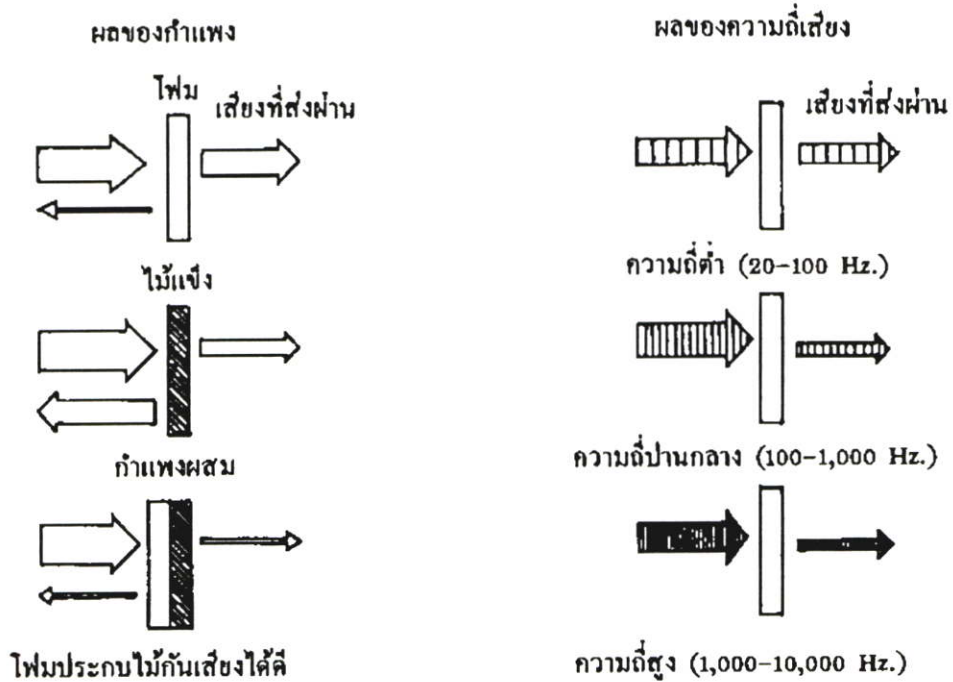 ผลของกำแพง
โฟม
เสียงที่ส่งผ่าน
ไม้แข็ง
กำแพงผสม
โฟมประกบไม้กันเสียงได้ดี
ผลของความถี่เสียง
เสียงที่ส่งผ่าน
ความถี่ต่ำ (20-100 Hz.)
ความถี่ปานกลาง (100-1,000 Hz.)
ความถี่สูง (1,000-10,000 Hz.)